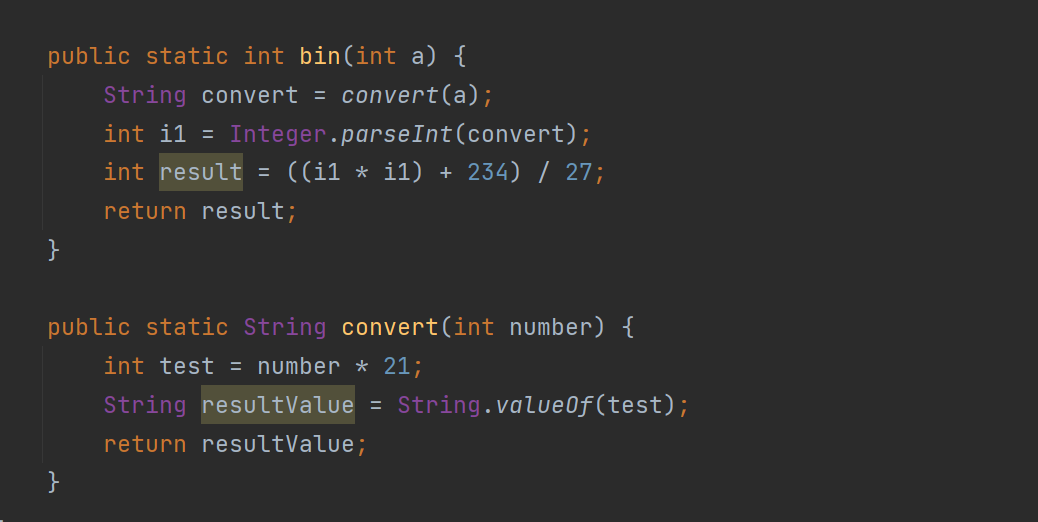 public static int bin(int a) {
    String convert = convert(a);
    int i1 = Integer.parseInt(convert);
    int result = ((i1 * i1) + 234) / 27;
    return result;
}
public static String convert(int number) {
    int test = number * 21;
    String resultValue = String.valueOf(test);
    return resultValue;
}